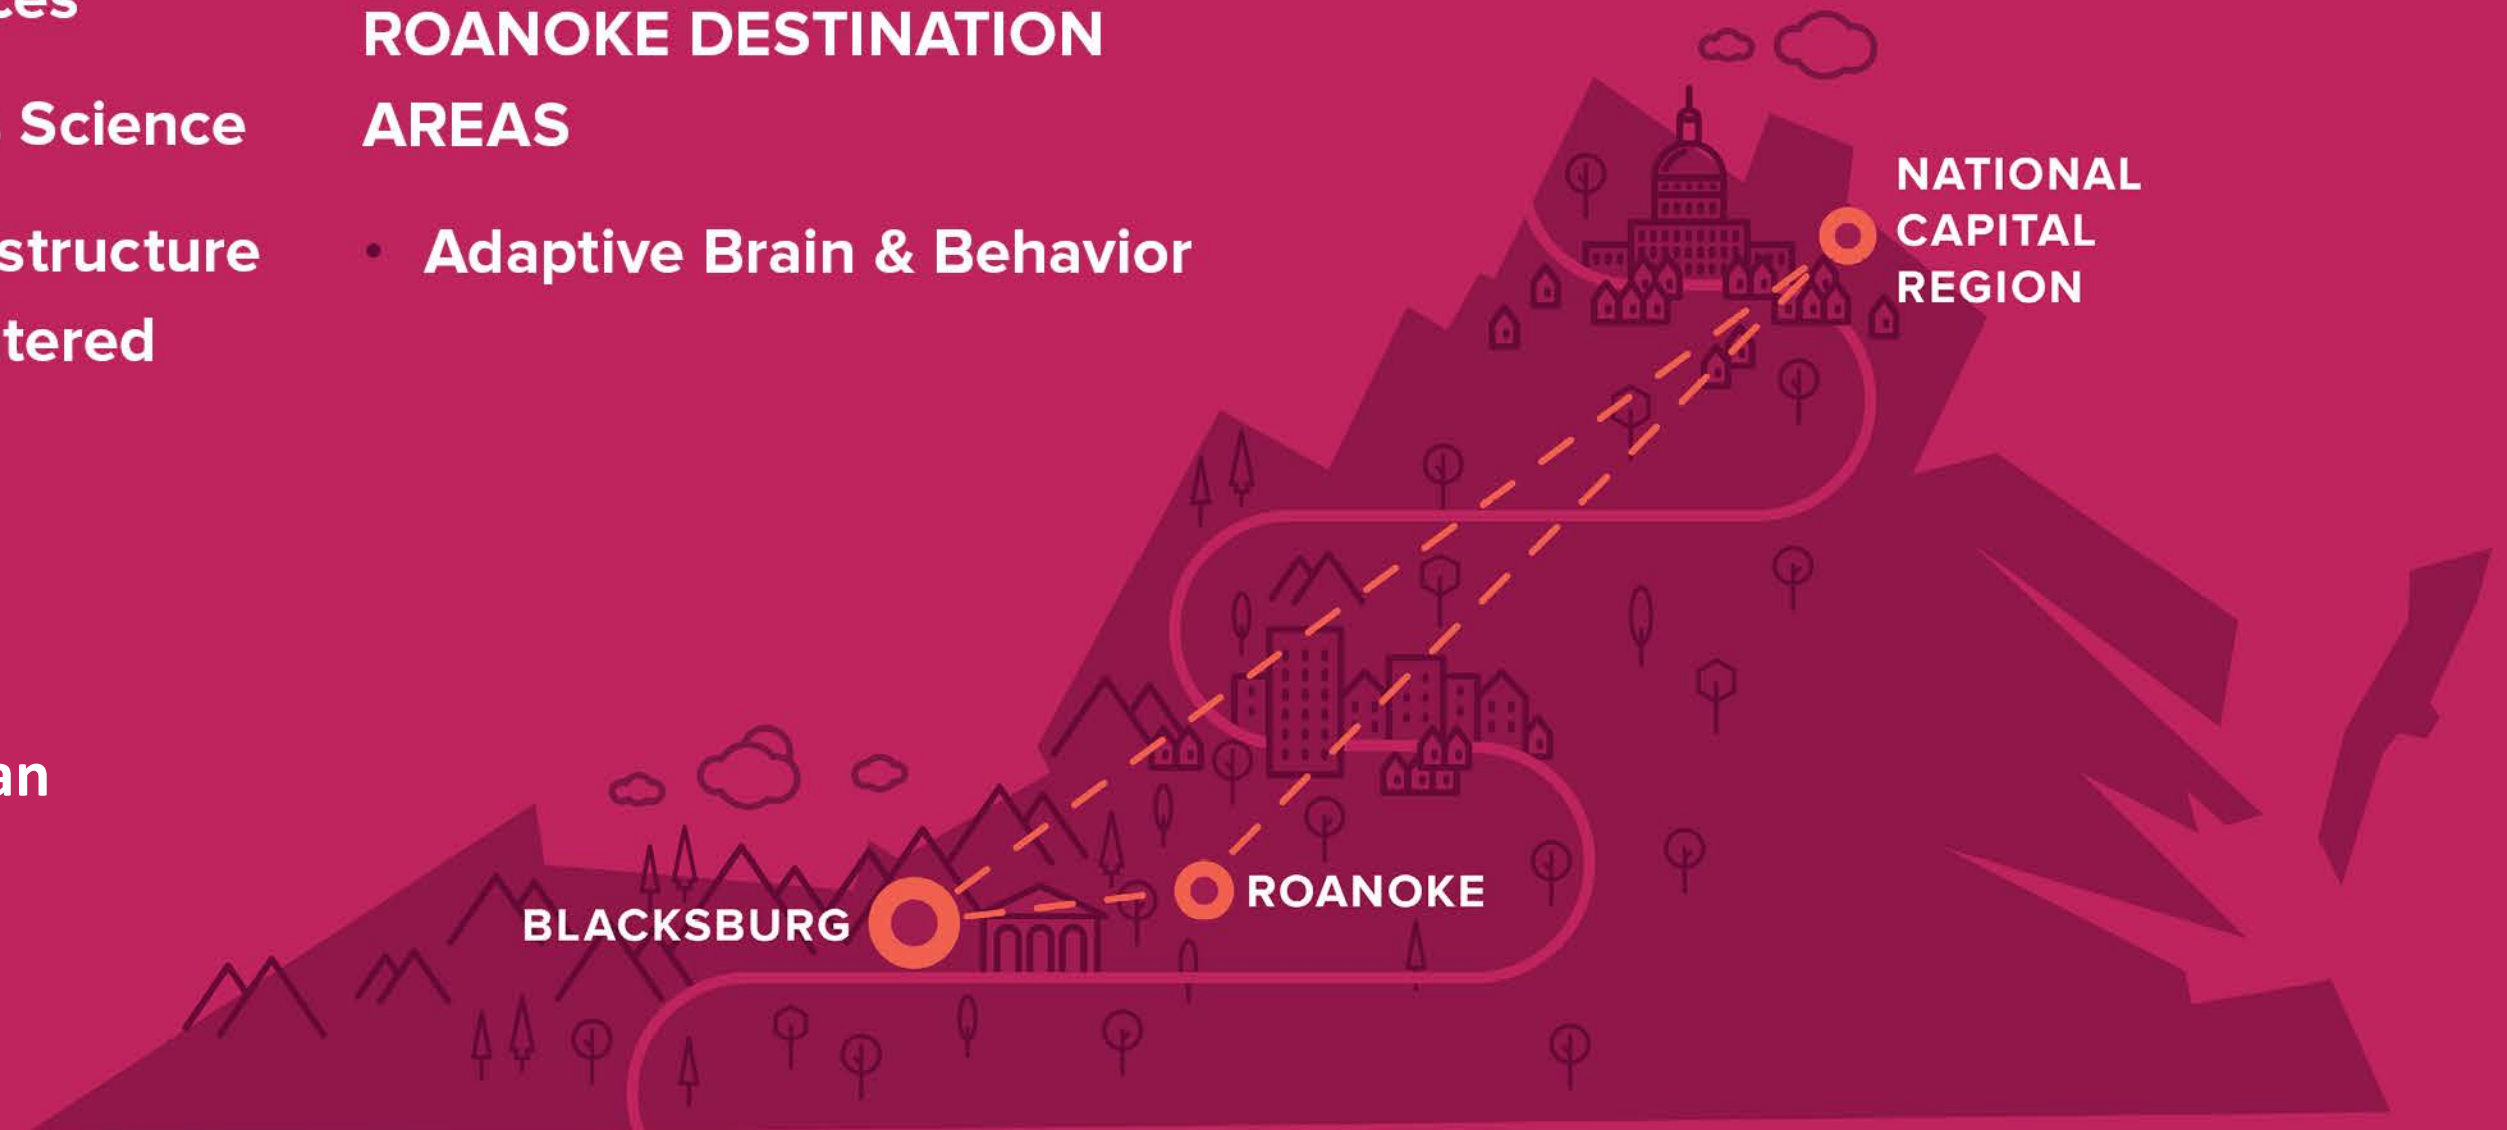 Science
structure
tered
an
ROANOKE DESTINATION
AREAS
• Adaptive Brain & Behavior
NATIONAL
CAPITAL
REGION
ROANOKE
BLACKSBURG